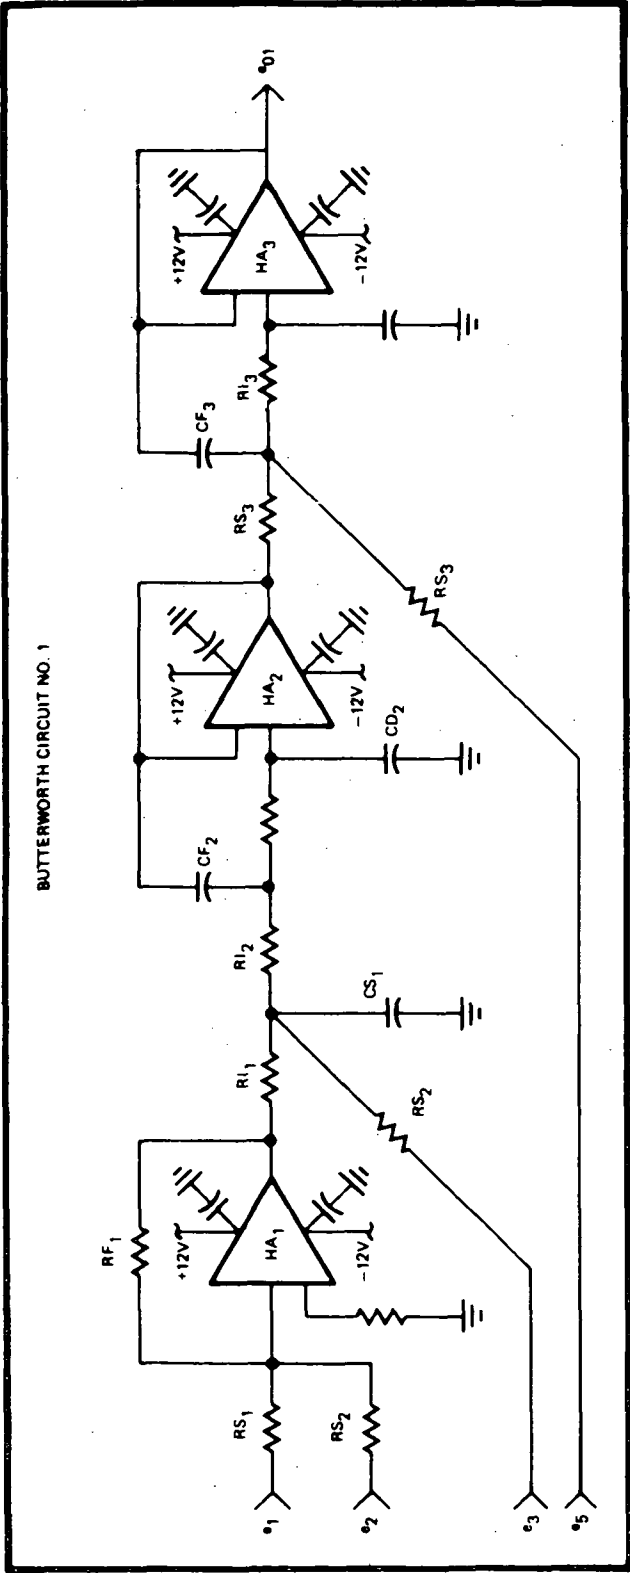 BUTTERWORTH CIRCUIT NO. 1
RF1
+12V
HA1
-12V
RS1
RS2
e1
e2
RI1
RS2
CS1
RI2
CF2
+12V
HA2
-12V
CD2
RS3
RS3
CF3
RI3
+12V
HA3
-12V
e01
e3
e5